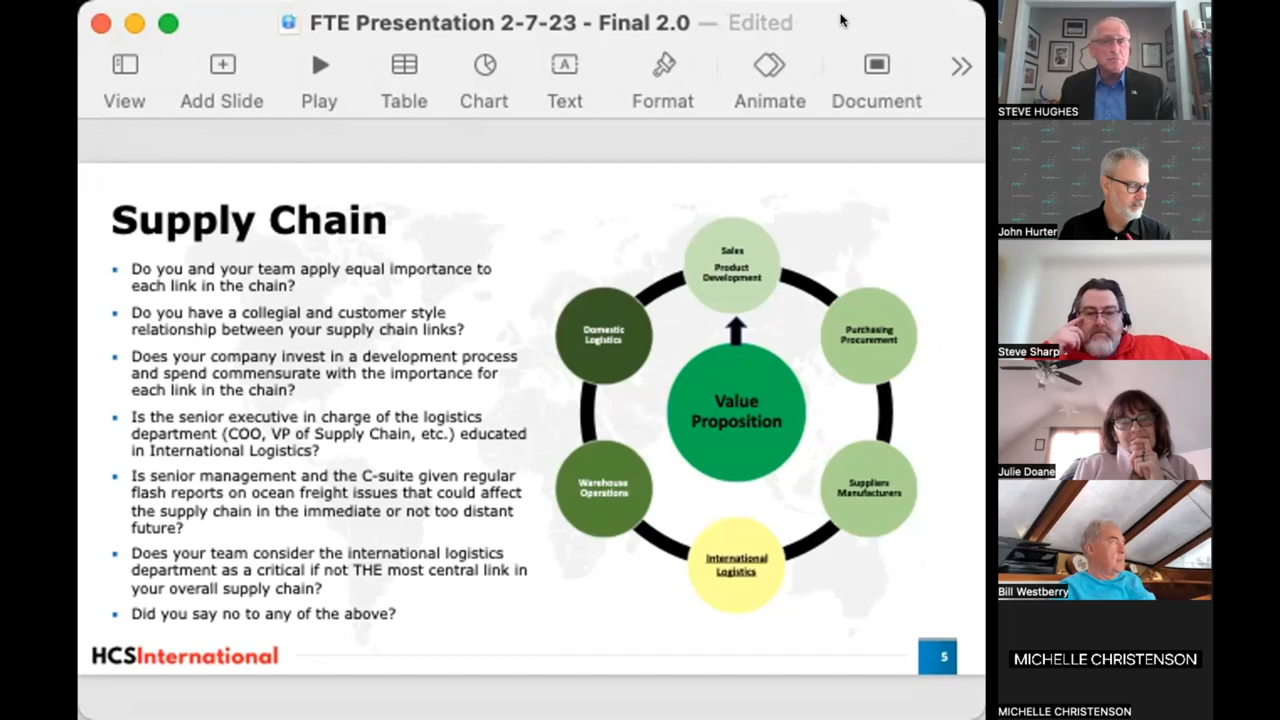 FTE Presentation 2-7-23 - Final 2.0 — Edited
View
Add Slide
Play
Table
Chart
Text
Format
Animate
Document
Supply Chain
Do you and your team apply equal importance to
each link in the chain?
Do you have a collegial and customer style
relationship between your supply chain links?
Does your company invest in a development process
and spend commensurate with the importance for
each link in the chain?
Is the senior executive in charge of the logistics
department (COO, VP of Supply Chain, etc.) educated
in International Logistics?
Is senior management and the C-suite given regular
flash reports on ocean freight issues that could affect
the supply chain in the immediate or not too distant
future?
Does your team consider the international logistics
department as a critical if not THE most central link in
your overall supply chain?
Did you say no to any of the above?
Sales
Product
Development
Domestic
Logistics
Purchasing
Procurement
Value
Proposition
Warehouse
Operations
Suppliers
Manufacturers
International
Logistics
HCSInternational
5
STEVE HUGHES
John Hurter
Steve Sharp
Julie Doane
Bill Westberry
MICHELLE CHRISTENSON
MICHELLE CHRISTENSON